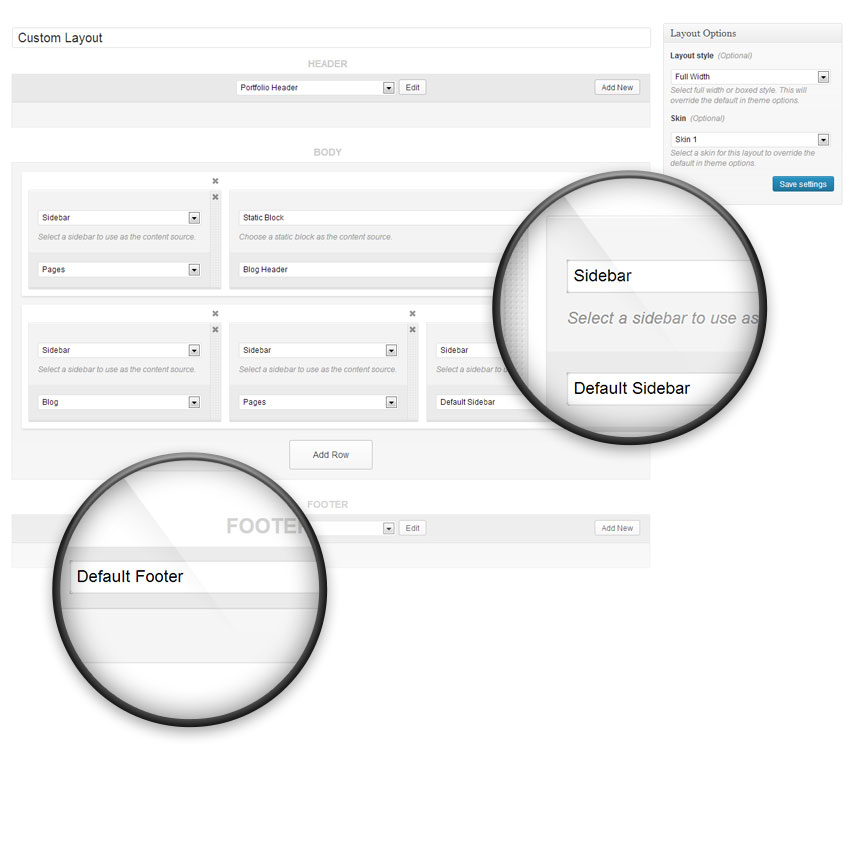 Custom Layout
HEADER
Portfolio Header
Edit
Add New
Layout Options
Layout style (Optional)
Full Width
Select full width or boxed style. This will
override the default in theme options.
Skin (Optional)
Skin 1
Select a skin for this layout to override the
default in theme options.
Save settings
BODY
Sidebar
Select a sidebar to use as the content source.
Pages
Static Block
Choose a static block as the content source.
Blog Header
Sidebar
Select a sidebar to use as the content source.
Blog
Sidebar
Select a sidebar to use as the content source.
Pages
Sidebar
Select a sidebar to u
Default Sidebar
Sidebar
Select a sidebar to use as
Default Sidebar
Add Row
FOOTER
Edit
Add New
FOOTE
Default Footer